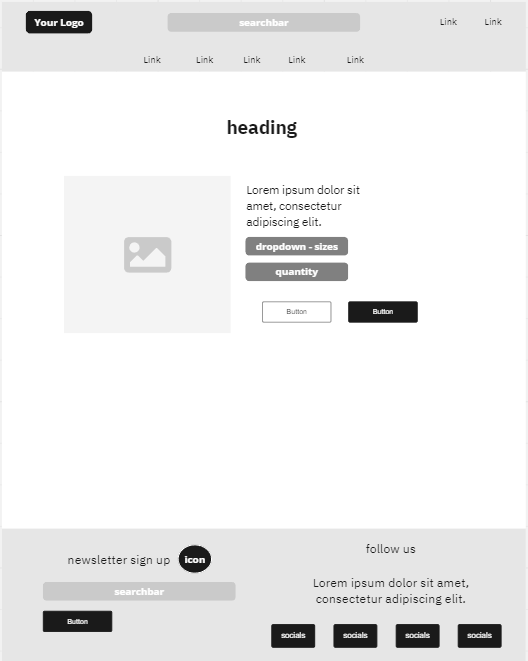 Your Logo
searchbar
Link Link
Link Link Link Link Link
heading
Lorem ipsum dolor sit
amet, consectetur
adipiscing elit.
dropdown - sizes
quantity
Button Button
newsletter sign up icon
searchbar
Button
follow us
Lorem ipsum dolor sit amet,
consectetur adipiscing elit.
socials socials socials socials